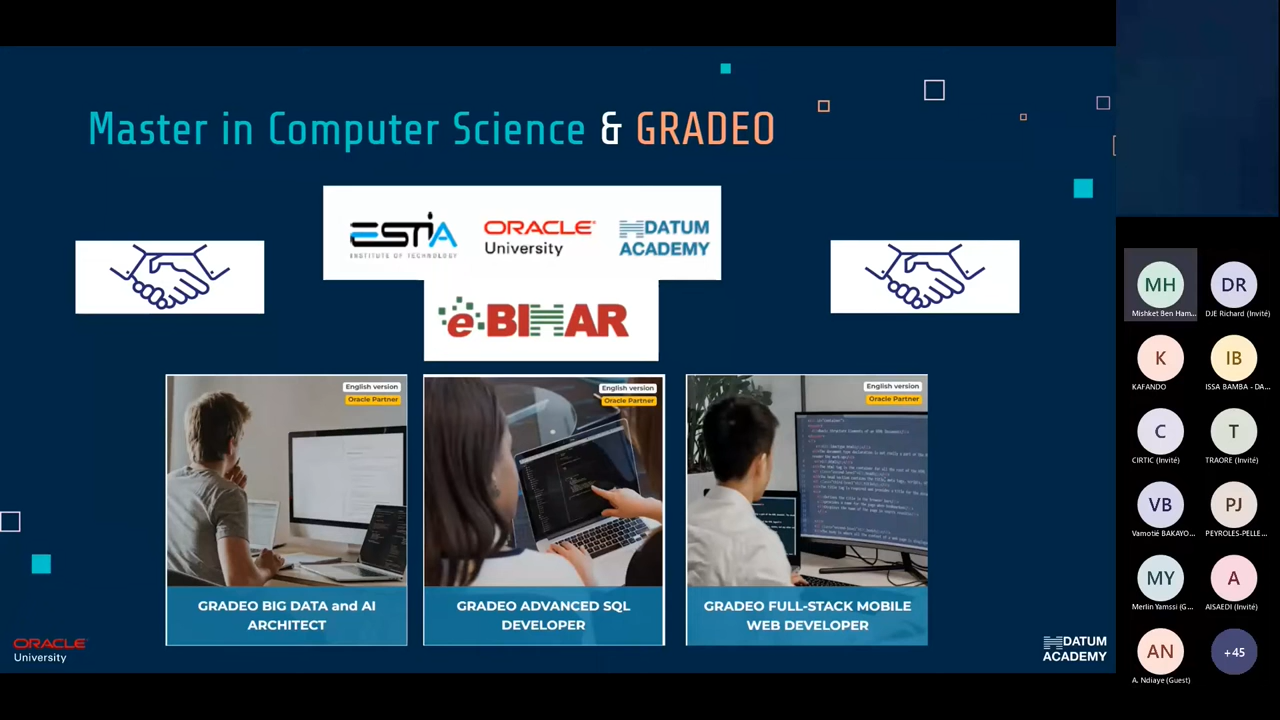 Master in Computer Science & GRADEO
ESTIA
INSTITUTE OF TECHNOLOGY
ORACLE
University
DATUM
ACADEMY
e-BIHAR
English version
Oracle Partner
GRADEO BIG DATA and AI
ARCHITECT
English version
Oracle Partner
GRADEO ADVANCED SQL
DEVELOPER
English version
Oracle Partner
GRADEO FULL-STACK MOBILE
WEB DEVELOPER
ORACLE
University
DATUM
ACADEMY
MH
Mishket Ben Ham...
DR
DJE Richard (Invité)
K
KAFANDO
IB
ISSA BAMBA - DA...
C
CIRTIC (Invité)
T
TRAORE (Invité)
VB
Vamotié BAKAYO...
PJ
PEYROLES-PELLE...
MY
Merlin Yamssi (G...
A
AISAEDI (Invité)
AN
A. Ndiaye (Guest)
+45